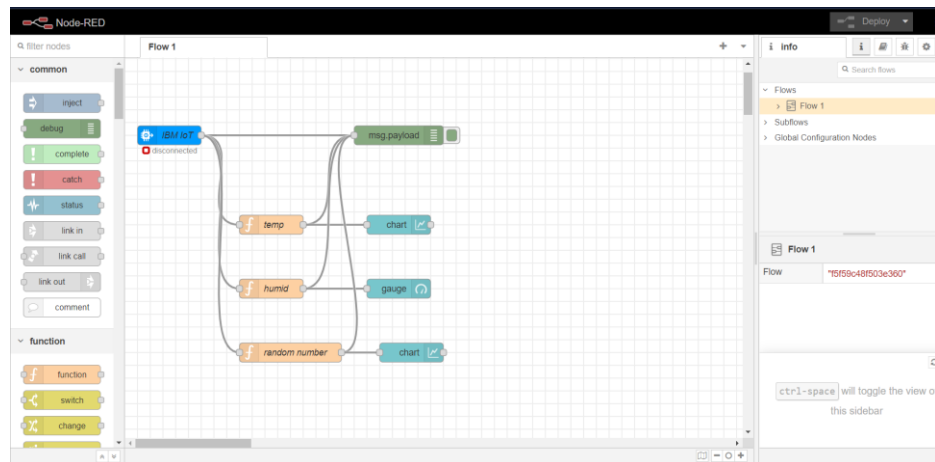 Node-RED
Deploy
filter nodes
Flow 1
i info
i
Search flows
common
inject
debug
complete
catch
status
link in
link call
link out
comment
function
function
switch
change
IBM IoT
disconnected
msg.payload
temp
chart
humid
gauge
random number
chart
Flows
Flow 1
Subflows
Global Configuration Nodes
Flow 1
Flow "f5f59c48f503e360"
ctrl-space will toggle the view o
this sidebar